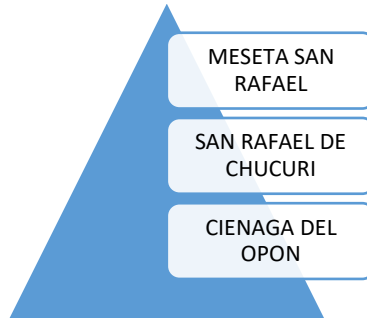 MESETA SAN
RAFAEL
SAN RAFAEL DE
CHUCURI
CIENAGA DEL
OPON